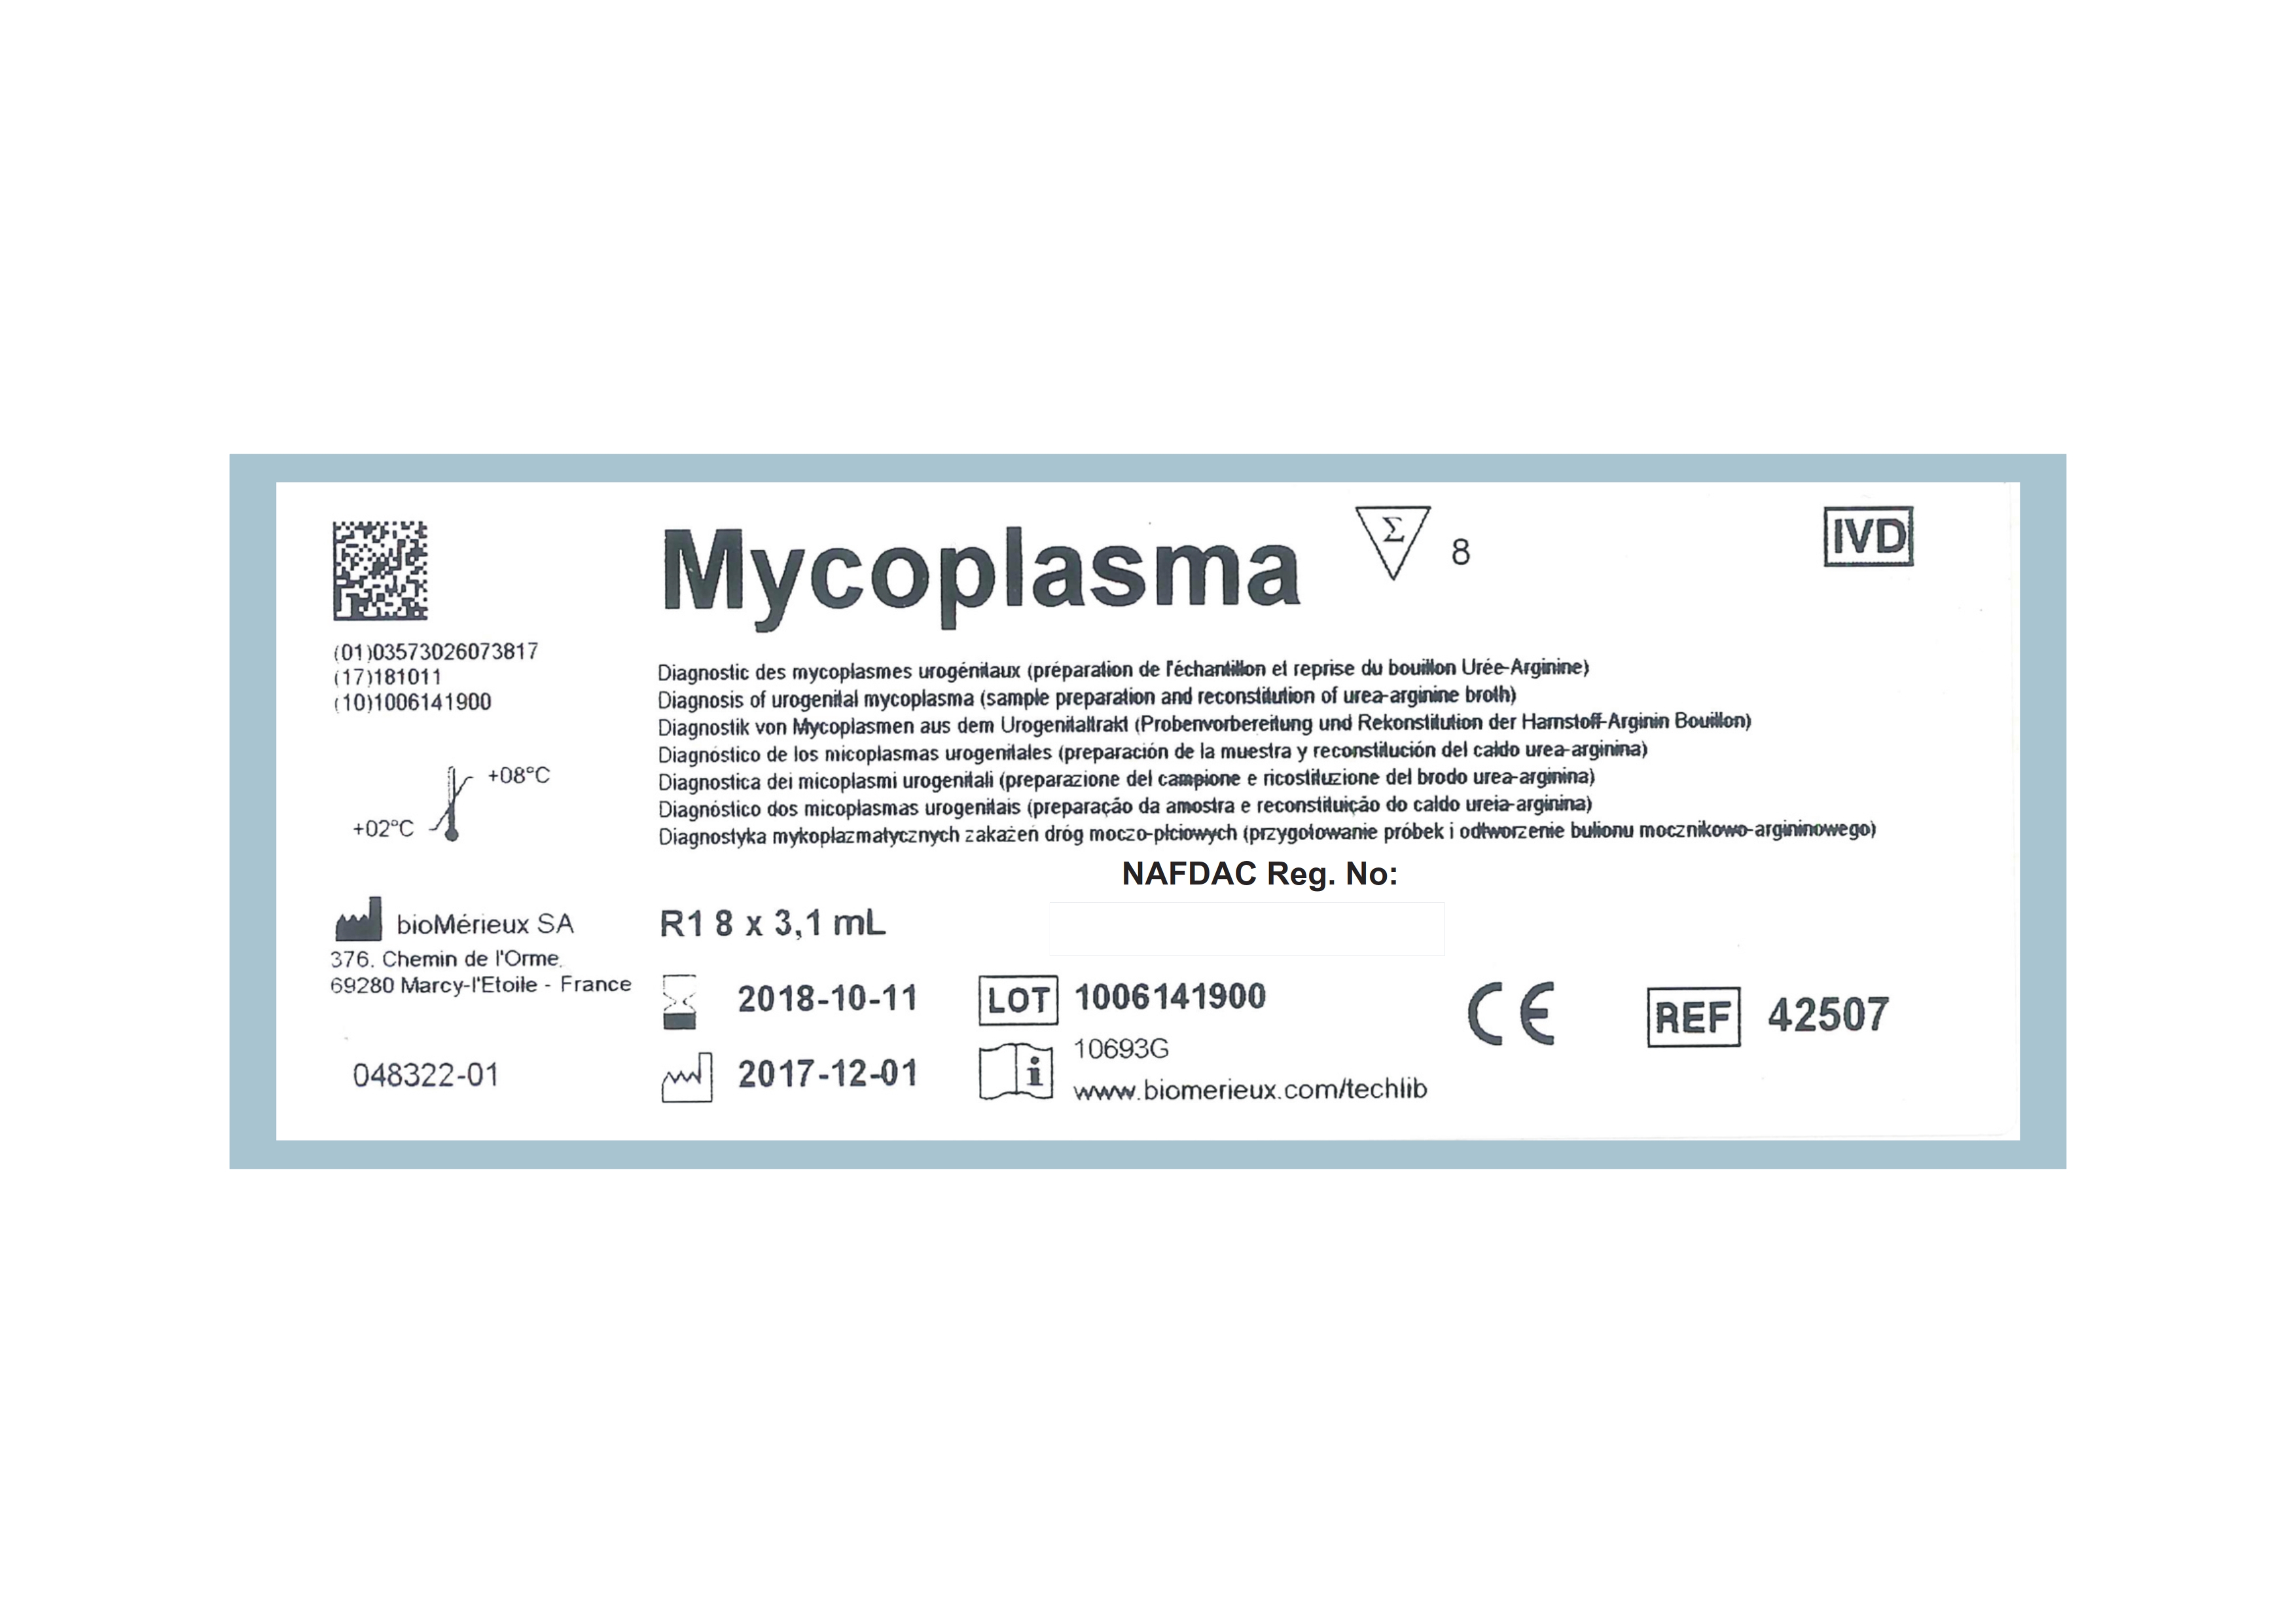 Mycoplasma
Σ 8
IVD
(01)03573026073817
(17)181011
(10)1006141900
Diagnostic des mycoplasmes urogénitaux (préparation de l'échantillon et reprise du bouillon Urée-Arginine)
Diagnosis of urogenital mycoplasma (sample preparation and reconstitution of urea-arginine broth)
Diagnostik von Mycoplasmen aus dem Urogenitaltrakt (Probenvorbereitung und Rekonstitution der Harnstoff-Arginin Bouillon)
Diagnóstico de los micoplasmas urogenitales (preparación de la muestra y reconstitución del caldo urea-arginina)
Diagnostica dei micoplasmi urogenitali (preparazione del campione e ricostituzione del brodo urea-arginina)
Diagnóstico dos micoplasmas urogenitais (preparação da amostra e reconstituição do caldo ureia-arginina)
Diagnostyka mykoplazmatycznych zakażeń dróg moczo-płciowych (przygotowanie próbek i odtworzenie bulionu mocznikowo-argininowego)
+08°C
+02°C
NAFDAC Reg. No:
bioMérieux SA
376. Chemin de l'Orme
69280 Marcy-l'Etoile - France
048322-01
R1 8 x 3,1 mL
2018-10-11
LOT 1006141900
2017-12-01
10693G
www.biomerieux.com/techlib
CE
REF 42507